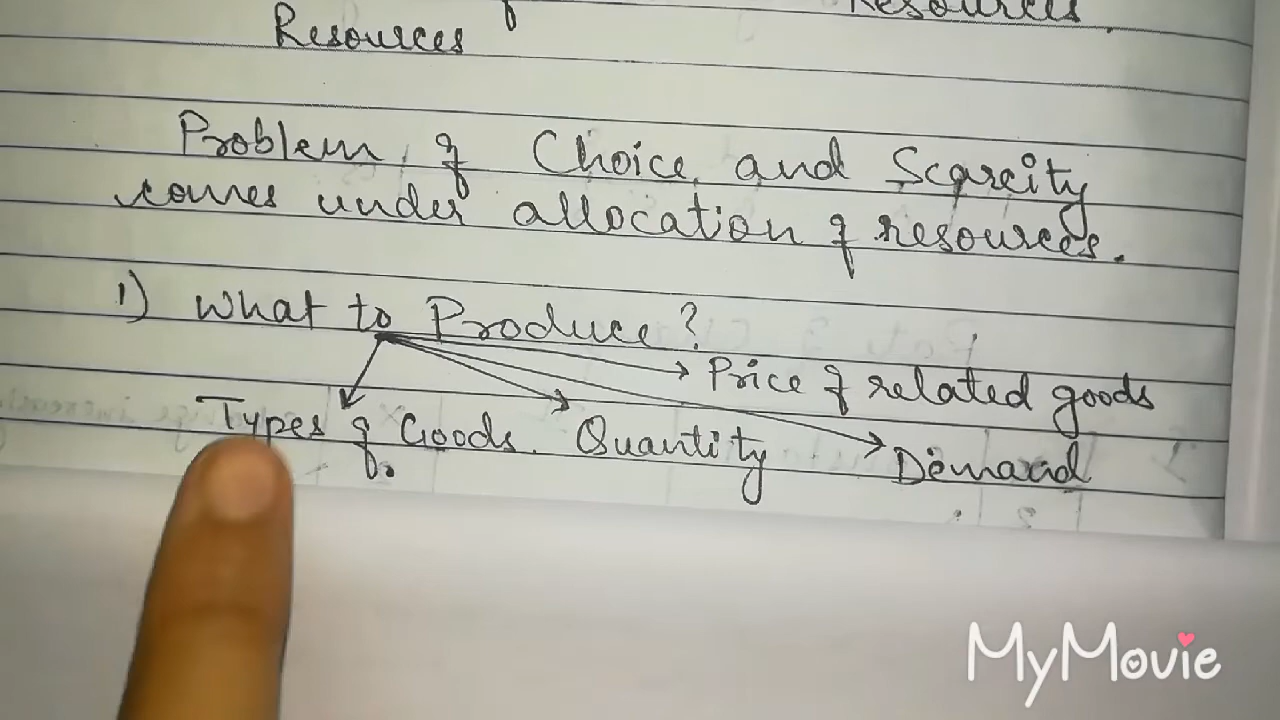 Resources.
Resources
Problem of Choice and Scarcity
comes under allocation of resources.
1) What to Produce?
Price of related goods
Types of Goods. Quantity
Demand
MyMovie